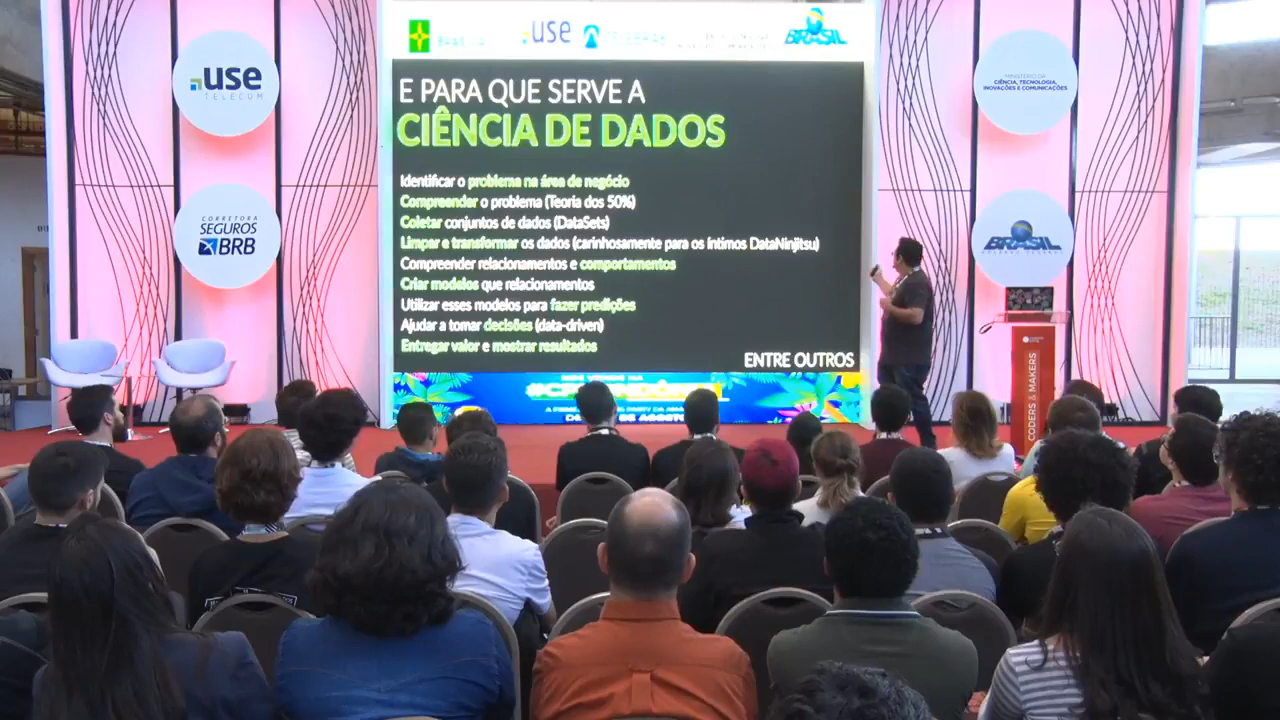 use
BRASIL
use
TELECOM
MINISTÉRIO DA
CIÊNCIA, TECNOLOGIA,
INOVAÇÕES E COMUNICAÇÕES
E PARA QUE SERVE A
CIÊNCIA DE DADOS
Identificar o problema na área de negócio
Compreender o problema (Teoria dos 50%)
Coletar conjuntos de dados (DataSets)
Limpar e transformar os dados (carinhosamente para os íntimos DataNinjitsu)
Compreender relacionamentos e comportamentos
Criar modelos que relacionamentos
Utilizar esses modelos para fazer predições
Ajudar a tomar decisões (data-driven)
Entregar valor e mostrar resultados
ENTRE OUTROS
CORRETORA
SEGUROS
BRB
BRASIL
CODERS & MAKERS